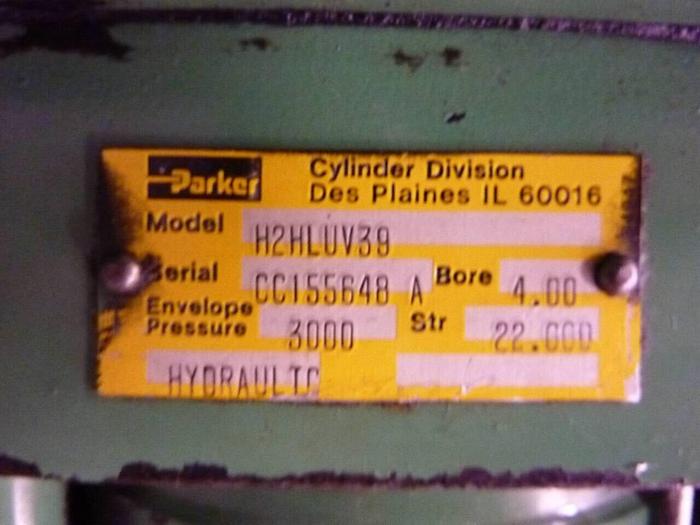 Parker
Cylinder Division
Des Plaines IL 60016
Model H2HLUV39
Serial CC155648 A Bore 4.00
Envelope Pressure 3000 Str 22.000
HYDRAULIC